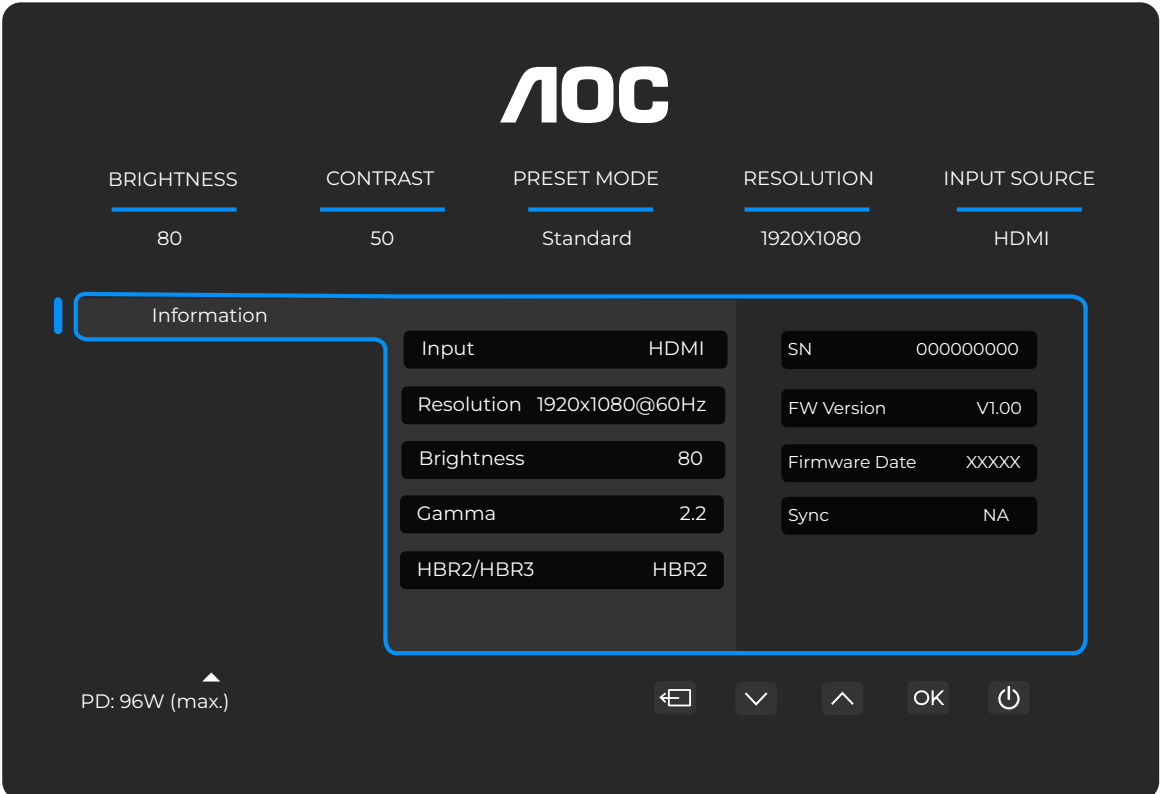 AOC
BRIGHTNESS CONTRAST PRESET MODE RESOLUTION INPUT SOURCE
80 50 Standard 1920X1080 HDMI
Information
Input HDMI
Resolution 1920x1080@60Hz
Brightness 80
Gamma 2.2
HBR2/HBR3 HBR2
SN 000000000
FW Version V1.00
Firmware Date XXXXX
Sync NA
PD: 96W (max.)
OK